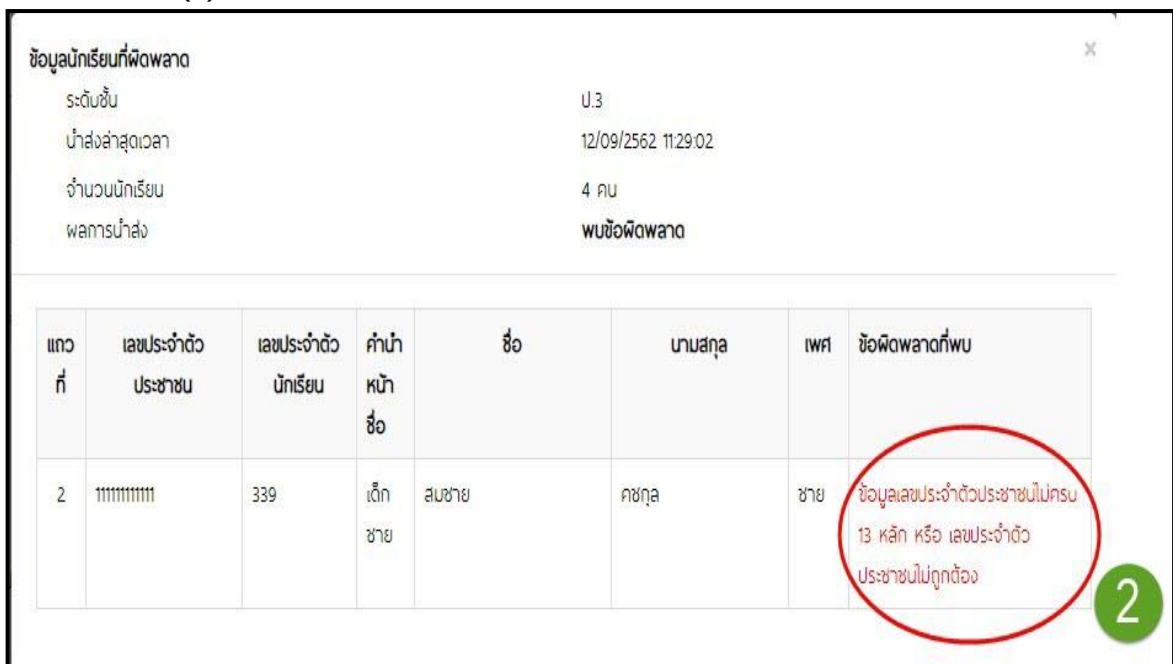 ข้อมูลนักเรียนที่ผิดพลาด ×
ระดับชั้น ป.3
นำส่งล่าสุดเวลา 12/09/2562 11:29:02
จำนวนนักเรียน 4 คน
ผลการนำส่ง พบข้อผิดพลาด
แถวที่ เลขประจำตัวประชาชน เลขประจำตัวนักเรียน คำนำหน้าชื่อ ชื่อ นามสกุล เพศ ข้อผิดพลาดที่พบ
2 111111111111 339 เด็กชาย สมชาย คชกุล ชาย ข้อมูลเลขประจำตัวประชาชนไม่ครบ
13 หลัก หรือ เลขประจำตัว
ประชาชนไม่ถูกต้อง
2